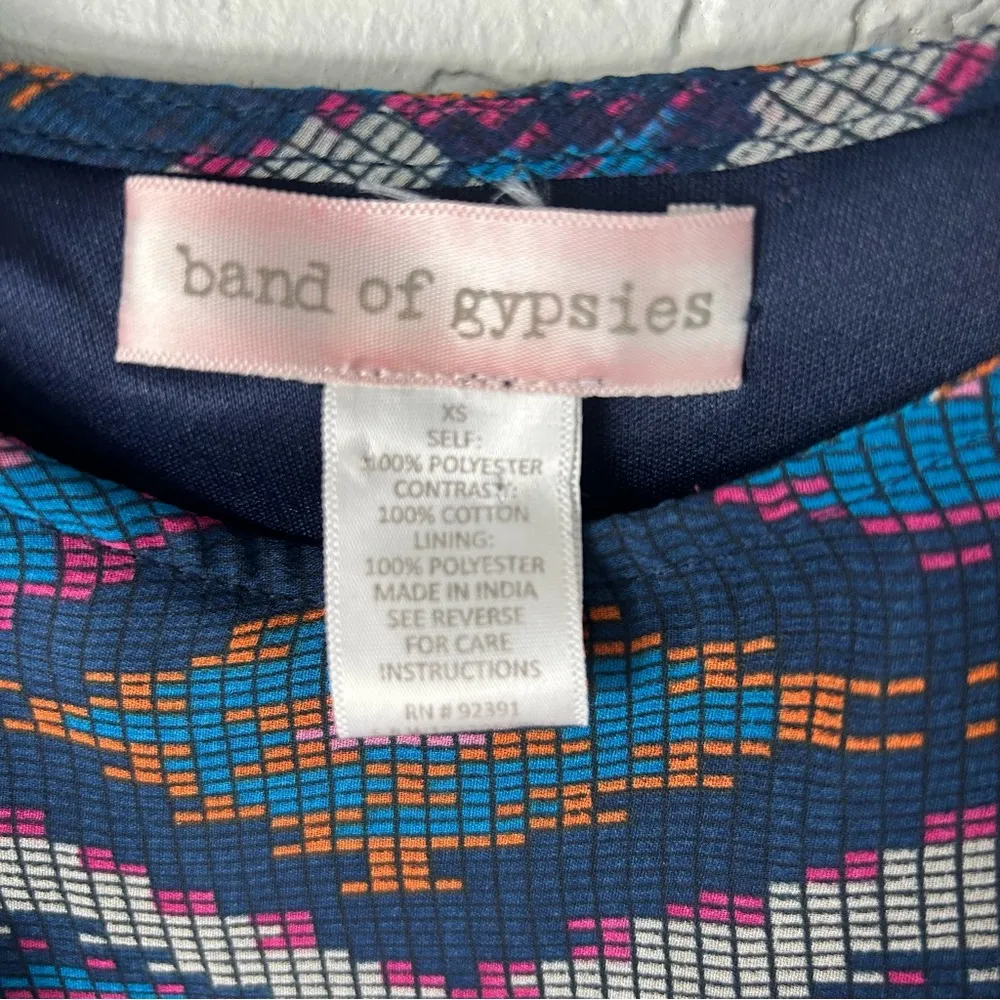 band of gypsies
XS
SELF:
100% POLYESTER
CONTRAST:
100% COTTON
LINING:
100% POLYESTER
MADE IN INDIA
SEE REVERSE
FOR CARE
INSTRUCTIONS
RN # 92391